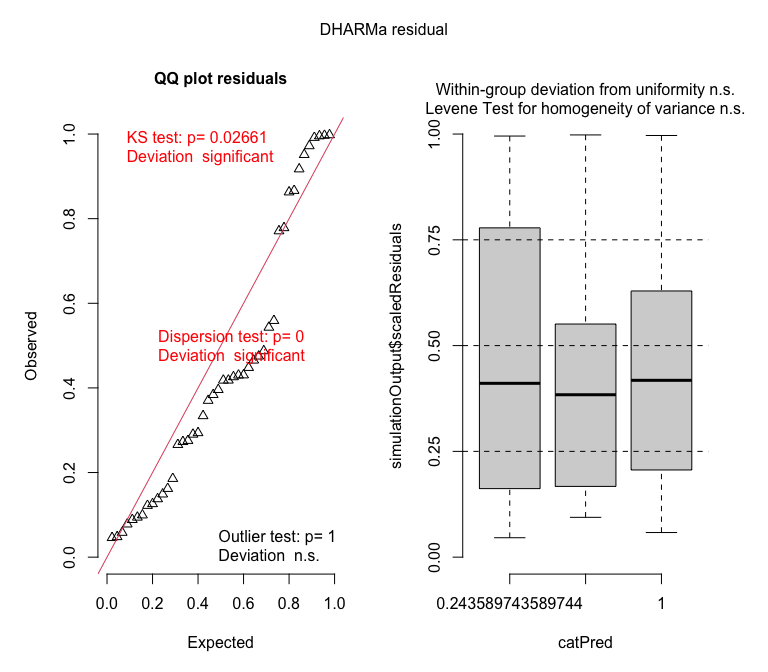 DHARMa residual
QQ plot residuals
KS test: p= 0.02661
Deviation significant
Dispersion test: p= 0
Deviation significant
Outlier test: p= 1
Deviation n.s.
Observed
0.0
0.2
0.4
0.6
0.8
1.0
0.0 0.2 0.4 0.6 0.8 1.0
Expected
Within-group deviation from uniformity n.s.
Levene Test for homogeneity of variance n.s.
simulationOutput$scaledResiduals
0.00
0.25
0.50
0.75
1.00
0.243589743589744 1
catPred